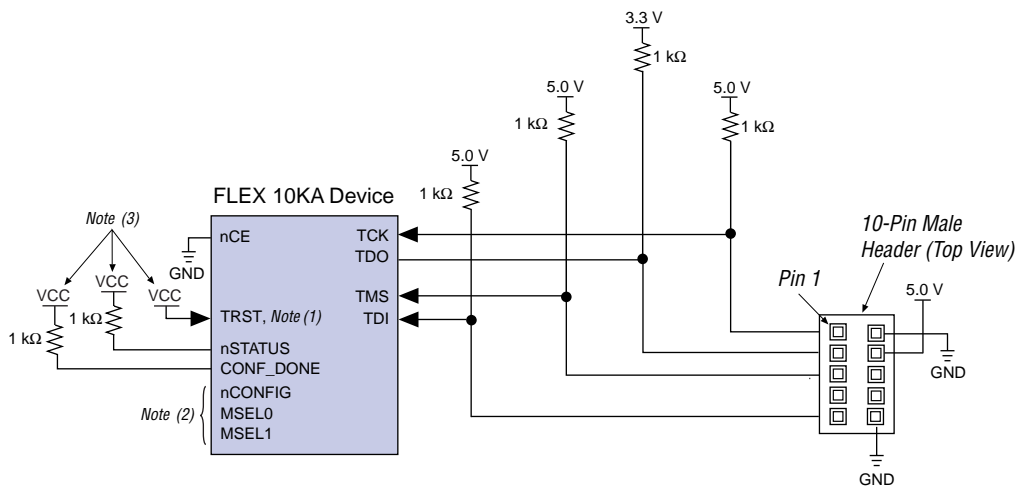 3.3 V
1 kΩ
5.0 V
1 kΩ
5.0 V
1 kΩ
5.0 V
1 kΩ
FLEX 10KA Device
Note (3)
nCE
GND
TCK
TDO
TMS
TDI
VCC
VCC
VCC
1 kΩ
1 kΩ
TRST, Note (1)
nSTATUS
CONF_DONE
nCONFIG
MSEL0
MSEL1
Note (2)
10-Pin Male
Header (Top View)
Pin 1
5.0 V
GND
GND